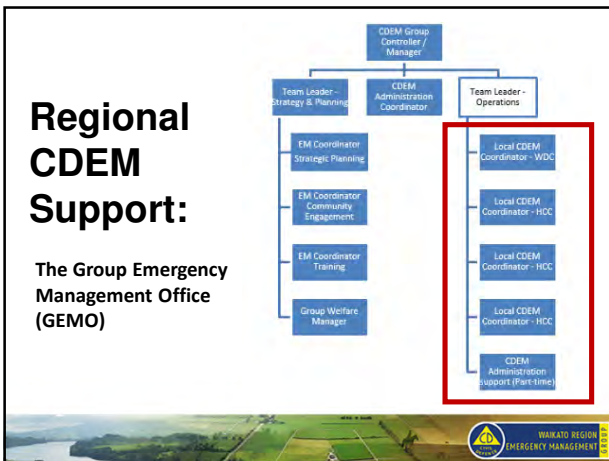 Regional
CDEM
Support:
The Group Emergency
Management Office
(GEMO)
CDEM Group
Controller /
Manager
Team Leader -
Strategy & Planning
CDEM
Administration
Coordinator
Team Leader -
Operations
EM Coordinator
Strategic Planning
EM Coordinator
Community
Engagement
EM Coordinator
Training
Group Welfare
Manager
Local CDEM
Coordinator - WDC
Local CDEM
Coordinator - HCC
Local CDEM
Coordinator - HCC
Local CDEM
Coordinator - HCC
CDEM
Administration
Support (Part-time)
CIVIL
DEFENCE
WAIKATO REGION
EMERGENCY MANAGEMENT
GROUP